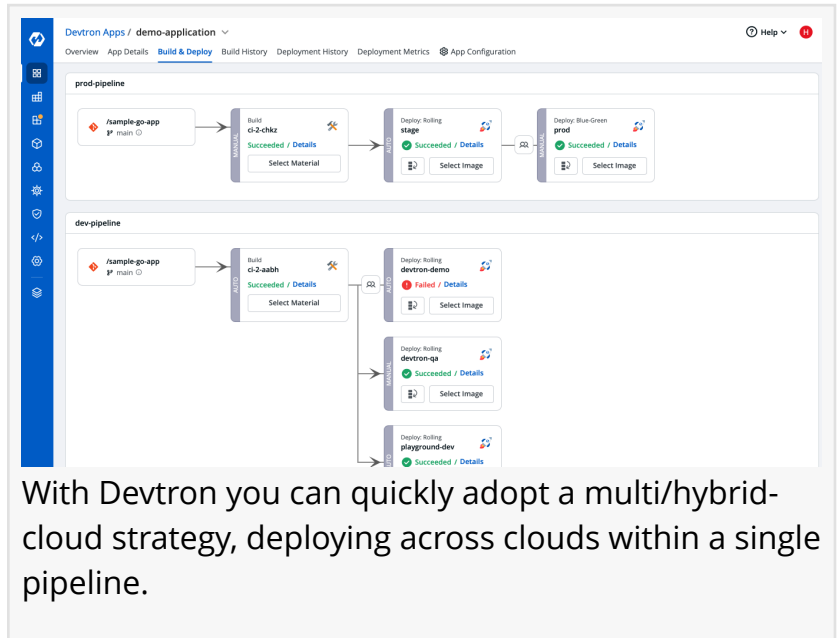 Devtron Apps / demo-application
Help
H
Overview App Details Build & Deploy Build History Deployment History Deployment Metrics App Configuration
prod-pipeline
/sample-go-app
main
MANUAL
Build
ci-2-chkz
Succeeded / Details
Select Material
AUTO
Deploy: Rolling
stage
Succeeded / Details
Select Image
MANUAL
Deploy: Blue-Green
prod
Succeeded / Details
Select Image
dev-pipeline
/sample-go-app
main
AUTO
Build
ci-2-aabh
Succeeded / Details
Select Material
AUTO
Deploy: Rolling
devtron-demo
Failed / Details
Select Image
MANUAL
Deploy: Rolling
devtron-qa
Succeeded / Details
Select Image
AUTO
Deploy: Rolling
playground-dev
Succeeded / Details
With Devtron you can quickly adopt a multi/hybrid-
cloud strategy, deploying across clouds within a single
pipeline.